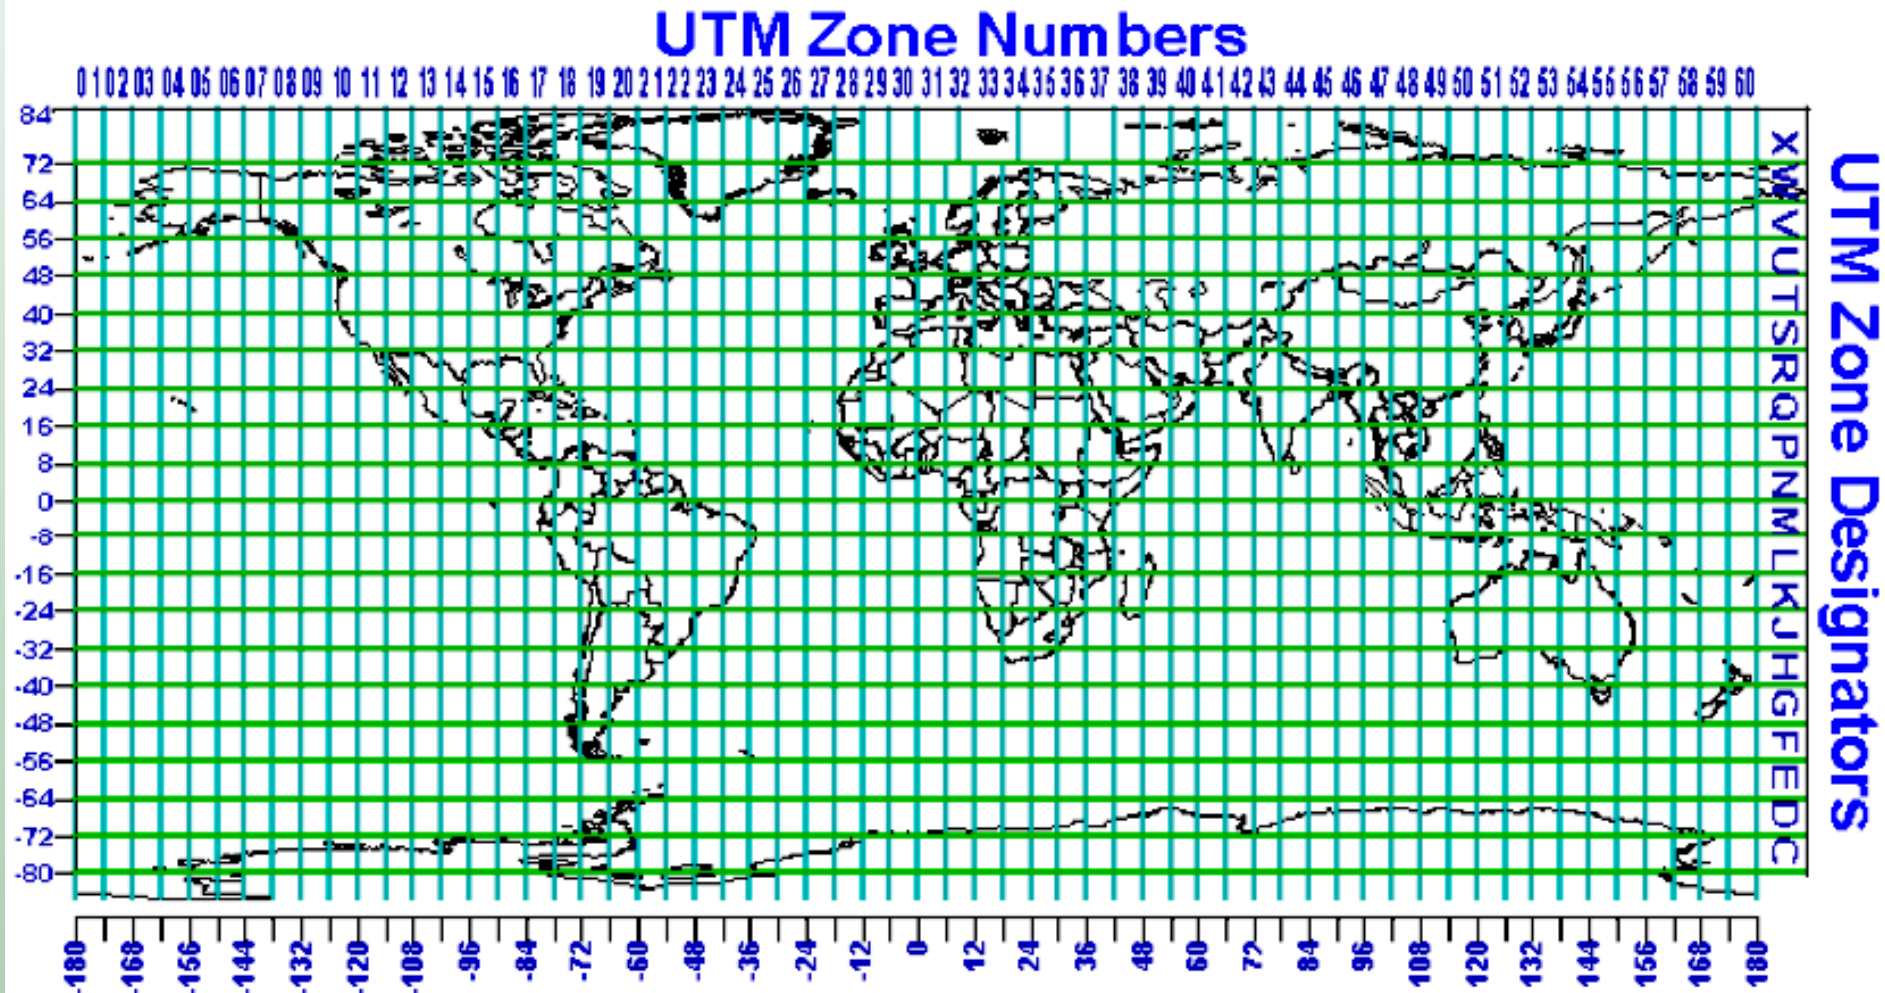 UTM Zone Numbers
01 02 03 04 05 06 07 08 09 10 11 12 13 14 15 16 17 18 19 20 21 22 23 24 25 26 27 28 29 30 31 32 33 34 35 36 37 38 39 40 41 42 43 44 45 46 47 48 49 50 51 52 53 54 55 56 57 58 59 60
84
72
64
56
48
40
32
24
16
8
0
-8
-16
-24
-32
-40
-48
-56
-64
-72
-80
X
W
V
U
T
S
R
Q
P
N
M
L
K
J
H
G
F
E
D
C
UTM Zone Designators
-180 -168 -156 -144 -132 -120 -108 -96 -84 -72 -60 -48 -36 -24 -12 0 12 24 36 48 60 72 84 96 108 120 132 144 156 168 180